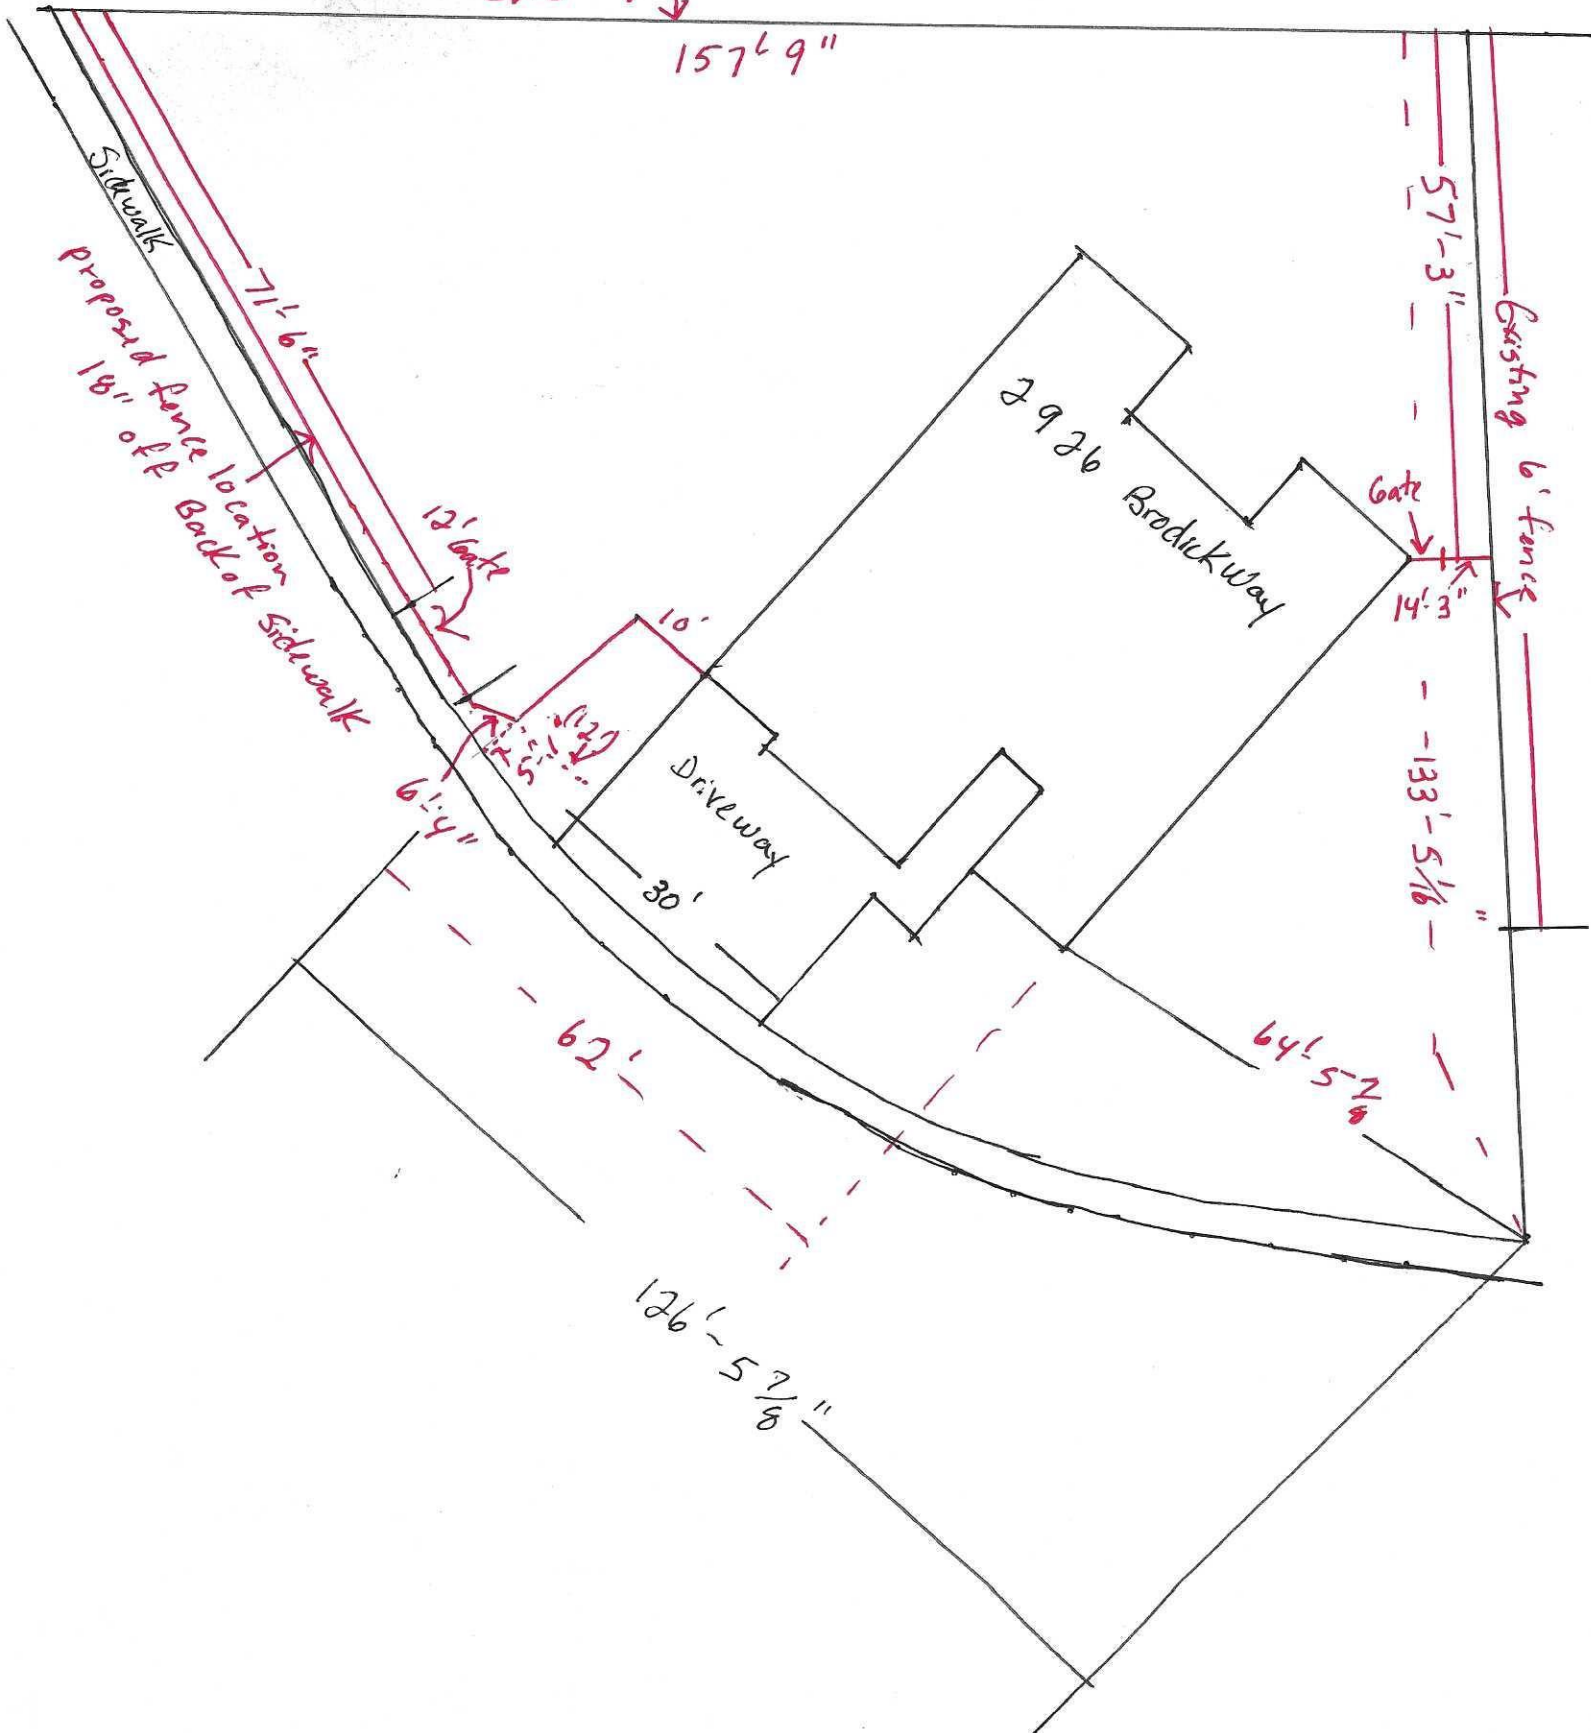 157' 9"
Sidewalk
57'-3"
71'-6"
Existing 6' fence
proposed fence location
18" off Back of Sidewalk
2926 Brodickway
12' Gate
Gate
14'-3"
10'
6'-4"
Driveway
30'
133'-5 1/16"
62'
64'-5 7/8
126'-5 7/8"